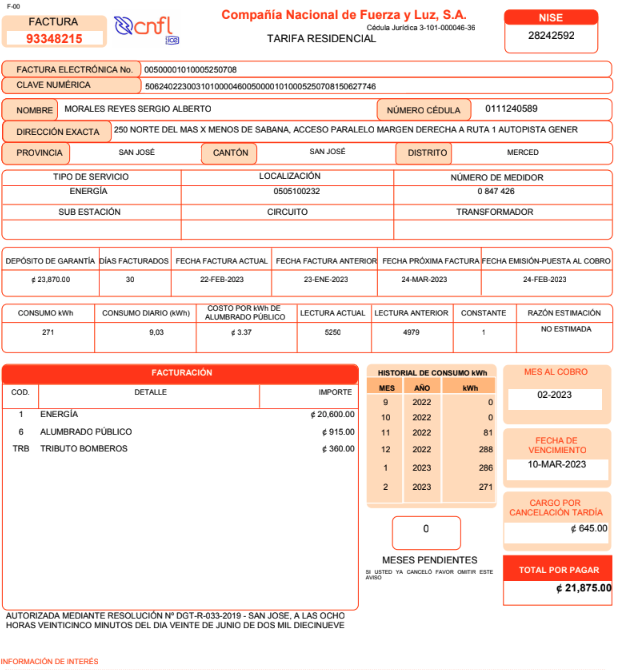 F-00
FACTURA
93348215
cnfl
ice
Compañía Nacional de Fuerza y Luz, S.A.
Cédula Jurídica 3-101-000046-36
TARIFA RESIDENCIAL
NISE
28242592
FACTURA ELECTRÓNICA No. 00500001010005250708
CLAVE NUMÉRICA 50624022300310100004600500001010005250708150627746
NOMBRE MORALES REYES SERGIO ALBERTO NÚMERO CÉDULA 0111240589
DIRECCIÓN EXACTA 250 NORTE DEL MAS X MENOS DE SABANA, ACCESO PARALELO MARGEN DERECHA A RUTA 1 AUTOPISTA GENER
PROVINCIA SAN JOSÉ CANTÓN SAN JOSÉ DISTRITO MERCED
TIPO DE SERVICIO LOCALIZACIÓN NÚMERO DE MEDIDOR
ENERGÍA 0505100232 0 847 426
SUB ESTACIÓN CIRCUITO TRANSFORMADOR
DEPÓSITO DE GARANTÍA DÍAS FACTURADOS FECHA FACTURA ACTUAL FECHA FACTURA ANTERIOR FECHA PRÓXIMA FACTURA FECHA EMISIÓN-PUESTA AL COBRO
¢ 23,870.00 30 22-FEB-2023 23-ENE-2023 24-MAR-2023 24-FEB-2023
CONSUMO kWh CONSUMO DIARIO (kWh) COSTO POR kWh DE ALUMBRADO PÚBLICO LECTURA ACTUAL LECTURA ANTERIOR CONSTANTE RAZÓN ESTIMACIÓN
271 9,03 ¢ 3.37 5250 4979 1 NO ESTIMADA
FACTURACIÓN
COD. DETALLE IMPORTE
1 ENERGÍA ¢ 20,600.00
6 ALUMBRADO PÚBLICO ¢ 915.00
TRB TRIBUTO BOMBEROS ¢ 360.00
HISTORIAL DE CONSUMO kWh
MES AÑO kWh
9 2022 0
10 2022 0
11 2022 81
12 2022 288
1 2023 286
2 2023 271
0
MESES PENDIENTES
SI USTED YA CANCELÓ FAVOR OMITIR ESTE
AVISO
MES AL COBRO
02-2023
FECHA DE
VENCIMIENTO
10-MAR-2023
CARGO POR
CANCELACIÓN TARDÍA
¢ 645.00
TOTAL POR PAGAR
¢ 21,875.00
AUTORIZADA MEDIANTE RESOLUCIÓN Nº DGT-R-033-2019 - SAN JOSE, A LAS OCHO
HORAS VEINTICINCO MINUTOS DEL DIA VEINTE DE JUNIO DE DOS MIL DIECINUEVE
INFORMACIÓN DE INTERÉS